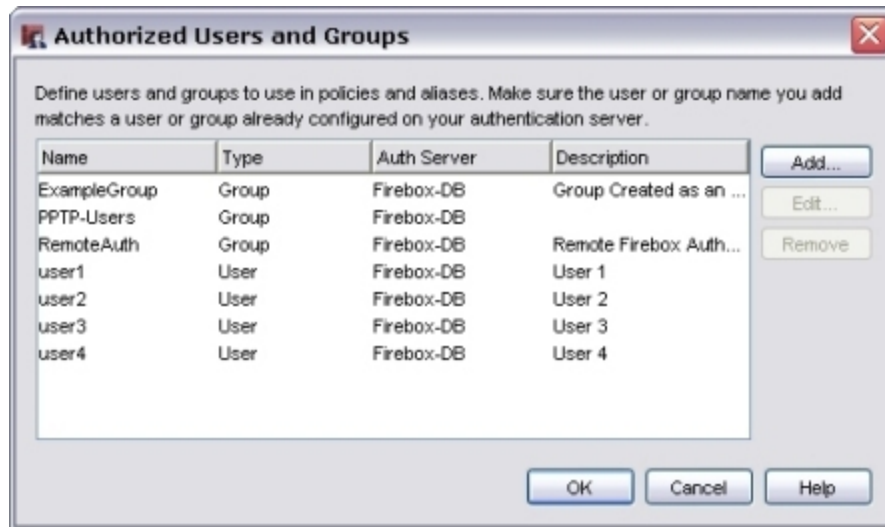 Authorized Users and Groups
Define users and groups to use in policies and aliases. Make sure the user or group name you add
matches a user or group already configured on your authentication server.
Name Type Auth Server Description
Add...
ExampleGroup Group Firebox-DB Group Created as an ...
Edit...
PPTP-Users Group Firebox-DB
RemoteAuth Group Firebox-DB Remote Firebox Auth...
Remove
user1 User Firebox-DB User 1
user2 User Firebox-DB User 2
user3 User Firebox-DB User 3
user4 User Firebox-DB User 4
OK Cancel Help